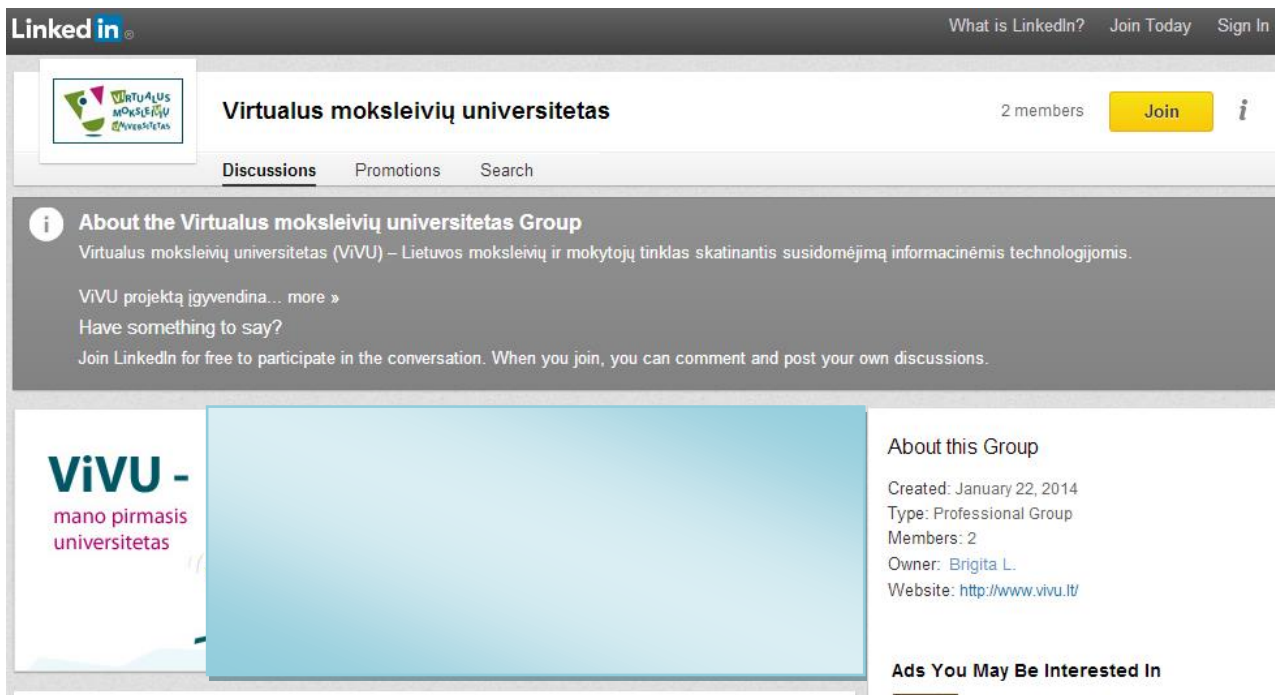 Linked in ®
What is LinkedIn? Join Today Sign In
VIRTUALUS
MOKSLEIVIŲ
UNIVERSITETAS
Virtualus moksleivių universitetas
2 members
Join
i
Discussions Promotions Search
i
About the Virtualus moksleivių universitetas Group
Virtualus moksleivių universitetas (ViVU) – Lietuvos moksleivių ir mokytojų tinklas skatinantis susidomėjimą informacinėmis technologijomis.
ViVU projektą įgyvendina... more »
Have something to say?
Join LinkedIn for free to participate in the conversation. When you join, you can comment and post your own discussions.
ViVU -
mano pirmasis
universitetas
About this Group
Created: January 22, 2014
Type: Professional Group
Members: 2
Owner: Brigita L.
Website: http://www.vivu.lt/
Ads You May Be Interested In